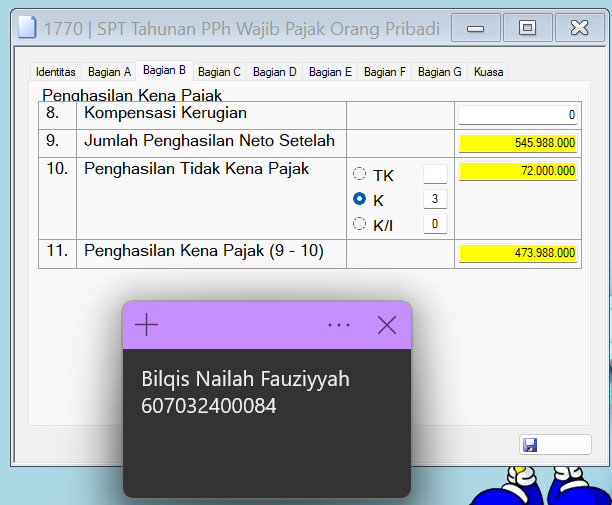 1770 | SPT Tahunan PPh Wajib Pajak Orang Pribadi
Identitas Bagian A Bagian B Bagian C Bagian D Bagian E Bagian F Bagian G Kuasa
Penghasilan Kena Pajak
8. Kompensasi Kerugian 0
9. Jumlah Penghasilan Neto Setelah 545.988.000
10. Penghasilan Tidak Kena Pajak TK 72.000.000
K 3
K/I 0
11. Penghasilan Kena Pajak (9 - 10) 473.988.000
Bilqis Nailah Fauziyyah
607032400084